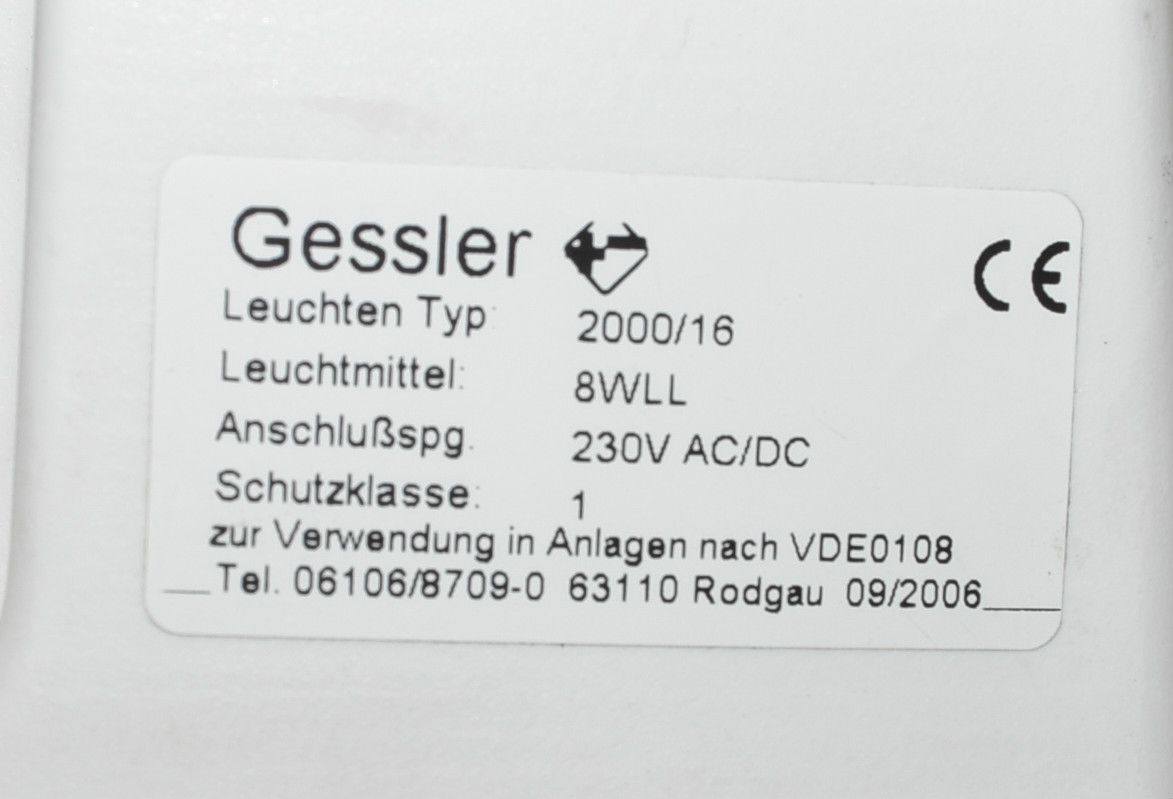 Gessler CE
Leuchten Typ: 2000/16
Leuchtmittel: 8WLL
Anschlußspg. 230V AC/DC
Schutzklasse: 1
zur Verwendung in Anlagen nach VDE0108
Tel. 06106/8709-0 63110 Rodgau 09/2006